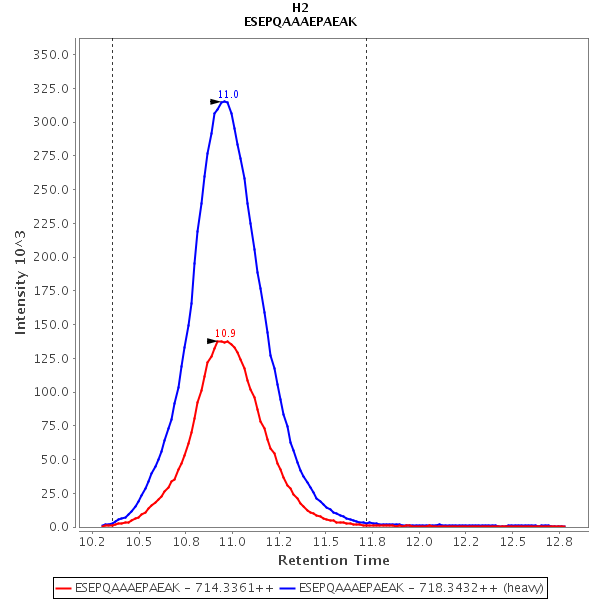 H2
ESEPQAAAEPAEAK
Intensity 10^3
350.0
325.0
300.0
275.0
250.0
225.0
200.0
175.0
150.0
125.0
100.0
75.0
50.0
25.0
0.0
11.0
10.9
10.2 10.5 10.8 11.0 11.2 11.5 11.8 12.0 12.2 12.5 12.8
Retention Time
ESEPQAAAEPAEAK - 714.3361++ ESEPQAAAEPAEAK - 718.3432++ (heavy)